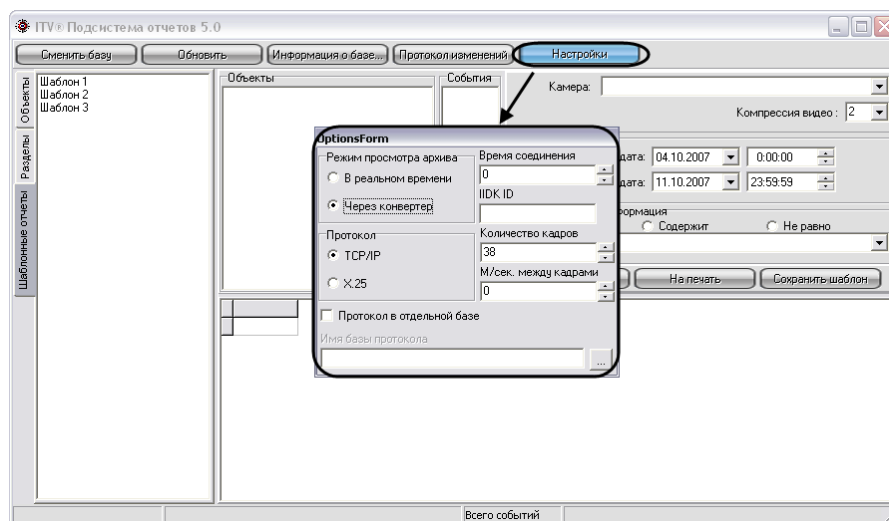 ITV® Подсистема отчетов 5.0
Сменить базу Обновить Информация о базе... Протокол изменений Настройки
Объекты
Разделы
Шаблонные отчеты
Шаблон 1
Шаблон 2
Шаблон 3
Объекты
События
Камера:
Компрессия видео : 2
дата: 04.10.2007 0:00:00
дата: 11.10.2007 23:59:59
Содержит Не равно
На печать Сохранить шаблон
OptionsForm
Режим просмотра архива
В реальном времени
Через конвертер
Протокол
TCP/IP
X.25
Время соединения
0
IIDK ID
Количество кадров
38
М/сек. между кадрами
0
Протокол в отдельной базе
Имя базы протокола
...
Всего событий